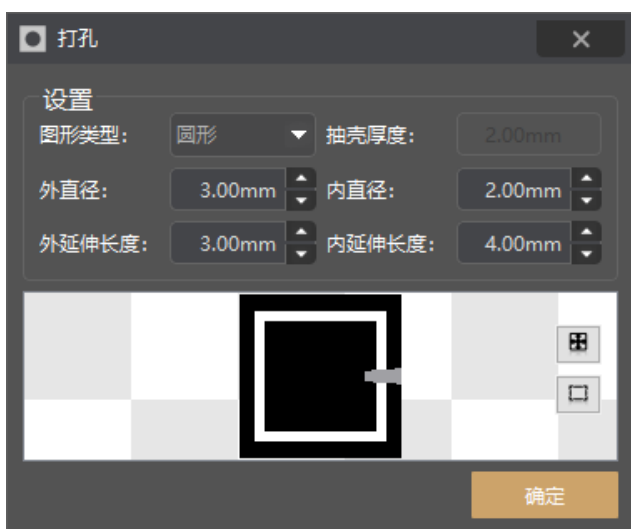 打孔
设置
图形类型: 圆形 抽壳厚度: 2.00mm
外直径: 3.00mm 内直径: 2.00mm
外延伸长度: 3.00mm 内延伸长度: 4.00mm
确定